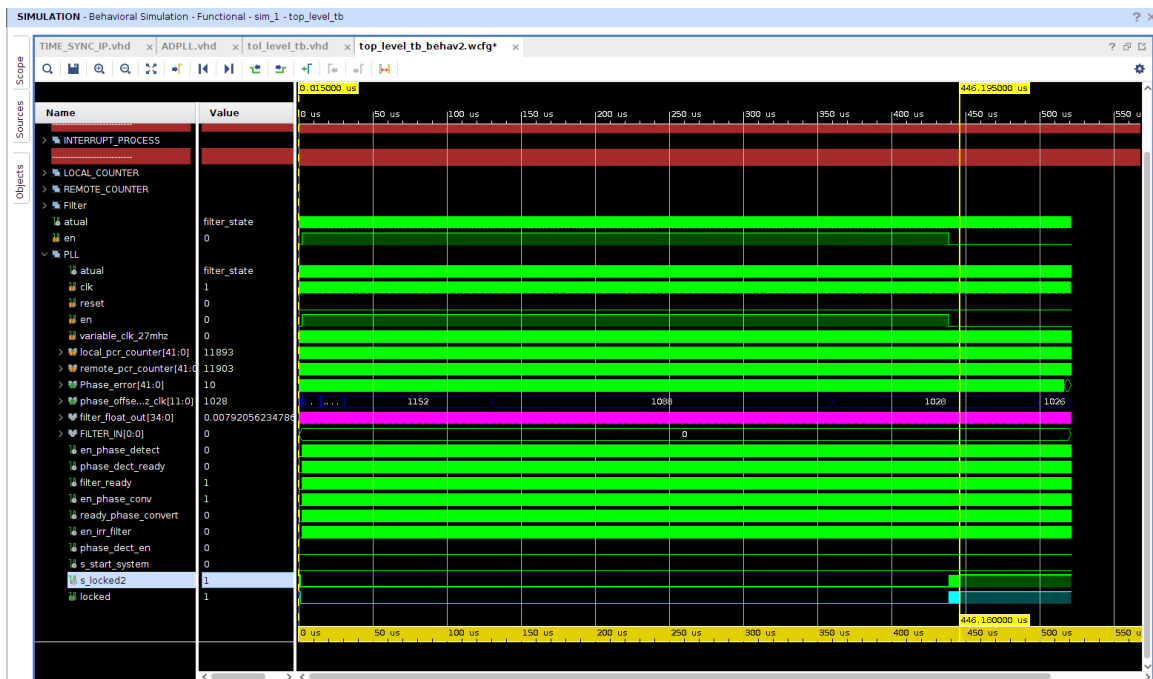 SIMULATION - Behavioral Simulation - Functional - sim_1 - top_level_tb ? ×
TIME_SYNC_IP.vhd × ADPLL.vhd × tol_level_tb.vhd × top_level_tb_behav2.wcfg* × ?
Scope
Sources
Objects
0.015000 us 446.195000 us
Name Value 0 us 50 us 100 us 150 us 200 us 250 us 300 us 350 us 400 us 450 us 500 us 550 u
--------------------------
INTERRUPT_PROCESS
--------------------------
LOCAL_COUNTER
REMOTE_COUNTER
Filter
atual filter_state
en 0
PLL
atual filter_state
clk 1
reset 0
en 0
variable_clk_27mhz 0
local_pcr_counter[41:0] 11893
remote_pcr_counter[41:0 11903
Phase_error[41:0] 10
phase_offse...z_clk[11:0] 1028 1152 1088 1028 1026
filter_float_out[34:0] 0.00792056234786
FILTER_IN[0:0] 0 0
en_phase_detect 0
phase_dect_ready 0
filter_ready 1
en_phase_conv 1
ready_phase_convert 0
en_irr_filter 0
phase_dect_en 0
s_start_system 0
s_locked2 1
locked 1
446.180000 us
0 us 50 us 100 us 150 us 200 us 250 us 300 us 350 us 400 us 450 us 500 us 550 u